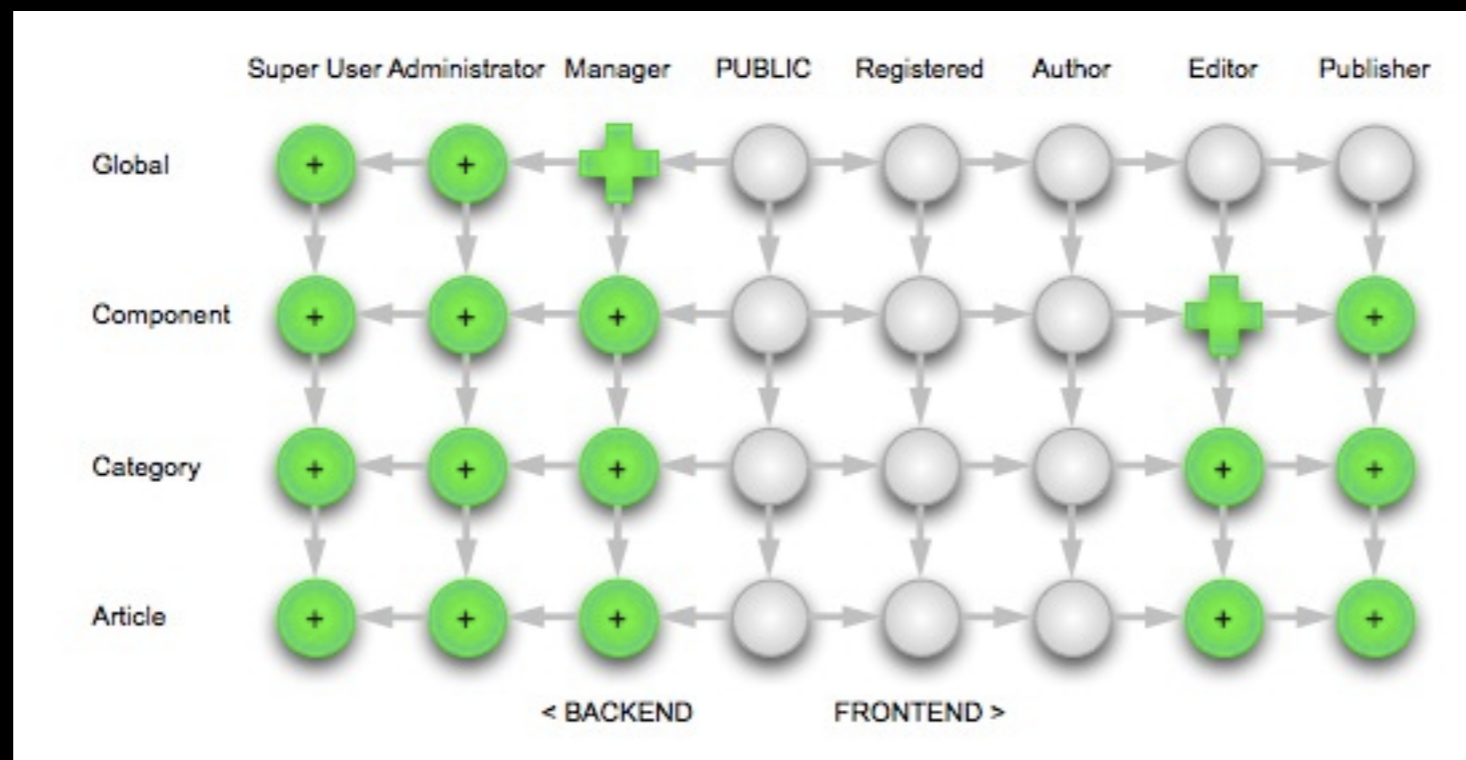 Super User Administrator Manager PUBLIC Registered Author Editor Publisher
Global + +
Component + + + +
Category + + + + +
Article + + + + +
< BACKEND FRONTEND >